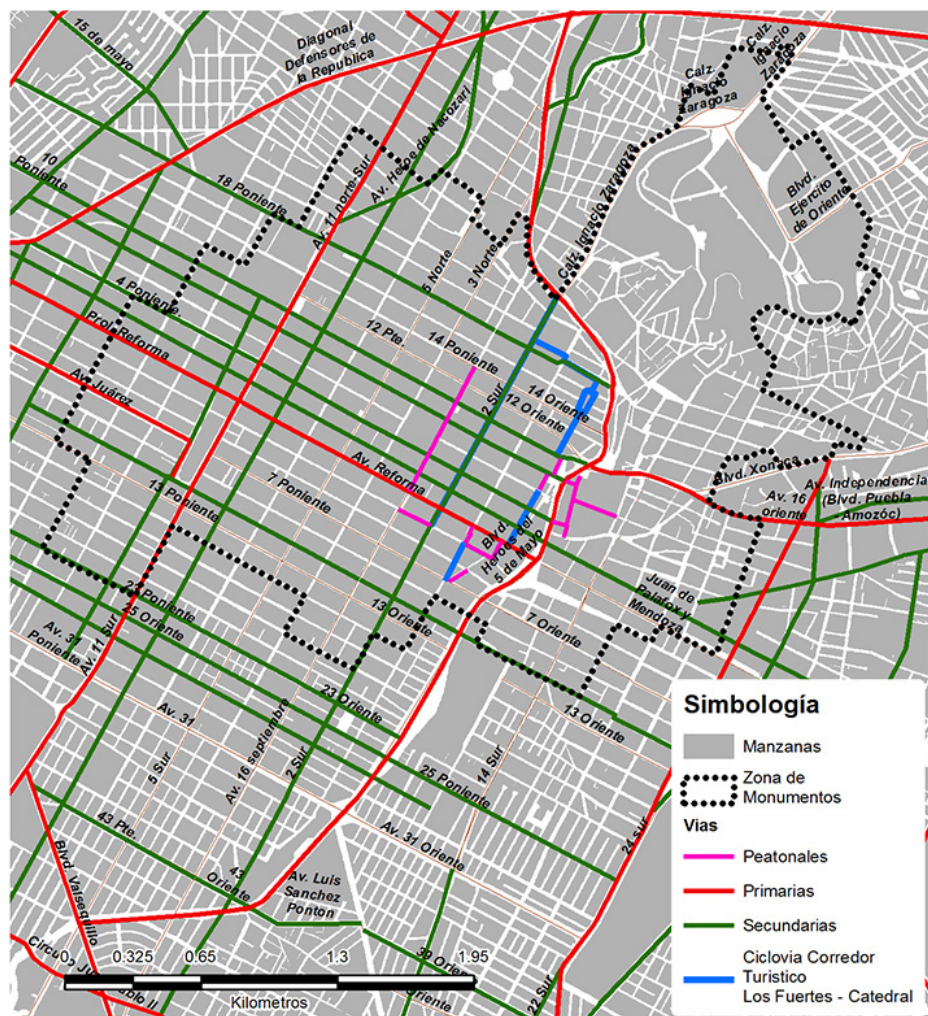 15 de mayo
Diagonal
Defensores de
la Republica
Calz.
Ignacio
Zaragoza
Calz.
Ignacio
Zaragoza
10
Poniente
18 Poniente
Av. 11 norte-Sur
Av. Heroe de Nacozari
5 Norte
3 Norte
Calz. Ignacio Zaragoza
Blvd.
Ejercito
de Oriente
4 Poniente
Prol. Reforma
Av. Juárez
12 Pte.
14 Poniente
2 Sur
14 Oriente
12 Oriente
Av. Reforma
13 Poniente
7 Poniente
Blvd.
Heroes del
5 de Mayo
Blvd. Xonaca
Av. Independencia
(Blvd. Puebla
Amozóc)
Av. 16
oriente
Juan de
Palafox y
Mendoza
13 Oriente
7 Oriente
13 Oriente
Poniente
25 Oriente
Av. 31
Poniente
Av. 11 Sur
Av. 31
5 Sur
Av. 16 septiembre
2 Sur
23 Oriente
25 Poniente
14 Sur
Av. 31 Oriente
24 sur
43 Pte.
43
Oriente
Blvd. Valsequillo
Av. Luis
Sanchez
Ponton
39
Oriente
22 Sur
Simbología
Manzanas
Zona de
Monumentos
Vias
Peatonales
Primarias
Secundarias
Ciclovia Corredor
Turistico
Los Fuertes - Catedral
0 0.325 0.65 1.3 1.95
Kilometros